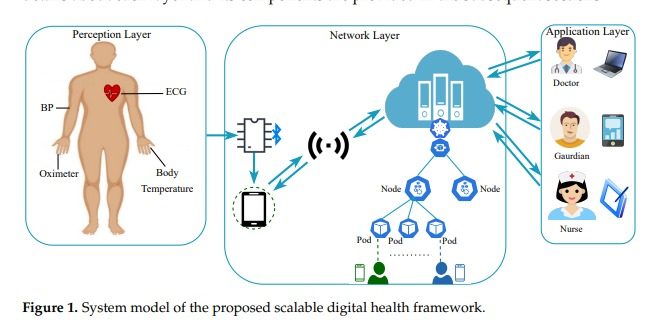 Perception Layer
ECG
BP
Oximeter
Body
Temperature
Network Layer
Node
Node
Pod
Pod
Pod
Application Layer
Doctor
Gaurdian
Nurse
Figure 1. System model of the proposed scalable digital health framework.